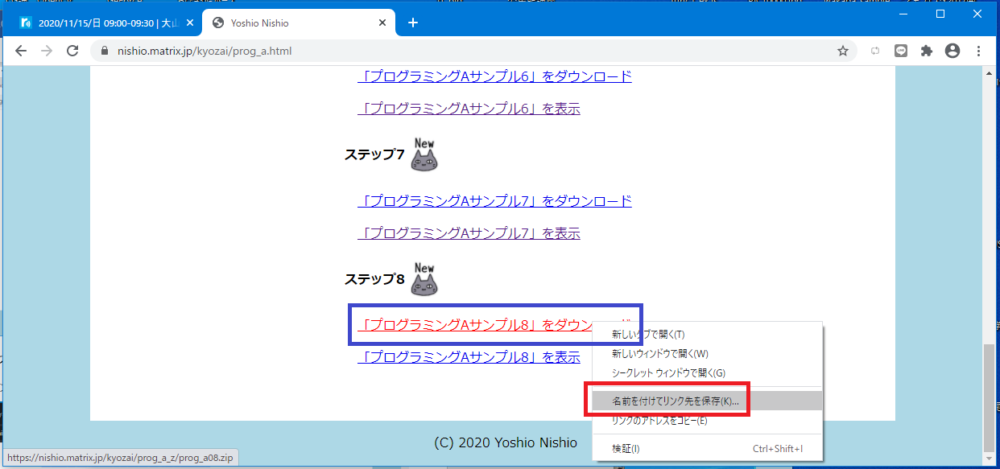 2020/11/15/日 09:00-09:30 | 大山
Yoshio Nishio
nishio.matrix.jp/kyozai/prog_a.html
「プログラミングAサンプル6」をダウンロード
「プログラミングAサンプル6」を表示
ステップ7 New
「プログラミングAサンプル7」をダウンロード
「プログラミングAサンプル7」を表示
ステップ8 New
「プログラミングAサンプル8」をダウン
「プログラミングAサンプル8」を表示
新しいタブで開く(T)
新しいウィンドウで開く(W)
シークレット ウィンドウで開く(G)
名前を付けてリンク先を保存(K)...
リンクのアドレスをコピー(E)
検証(I) Ctrl+Shift+I
(C) 2020 Yoshio Nishio
https://nishio.matrix.jp/kyozai/prog_a_z/prog_a08.zip